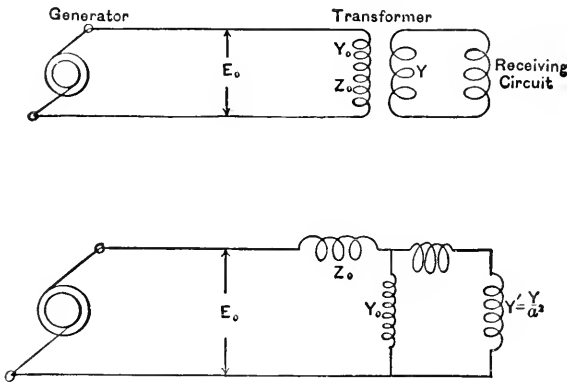 Generator
Transformer
E₀
Y₀
Z₀
Y
Receiving
Circuit
E₀
Z₀
Y₀
Y'=Y/a²